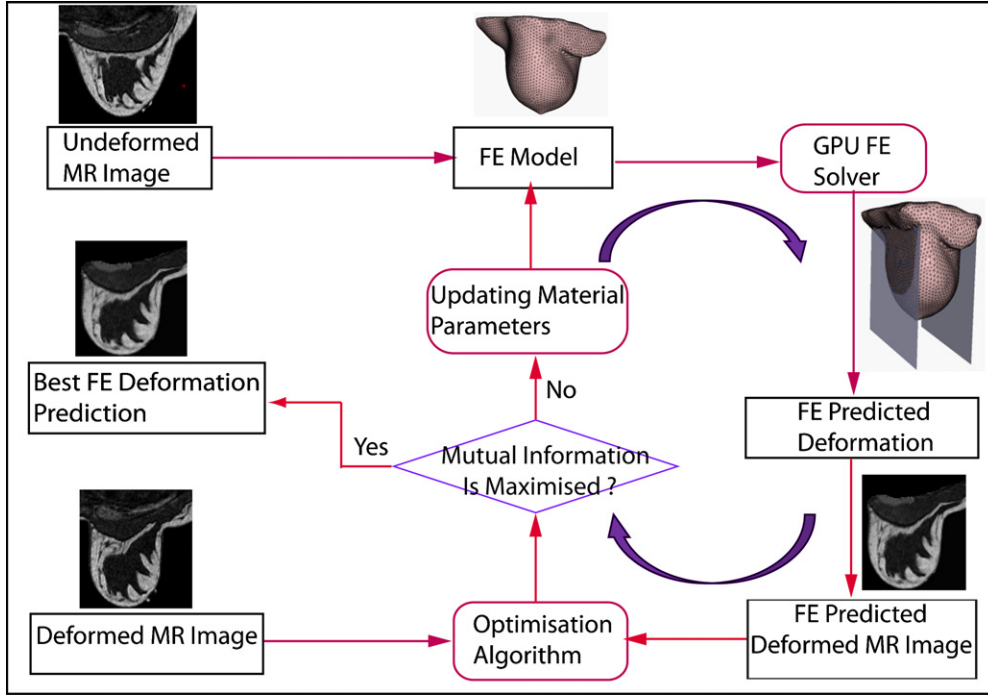 Undeformed
MR Image
FE Model
GPU FE
Solver
Updating Material
Parameters
Best FE Deformation
Prediction
No
FE Predicted
Deformation
Yes
Mutual Information
Is Maximised ?
Deformed MR Image
Optimisation
Algorithm
FE Predicted
Deformed MR Image